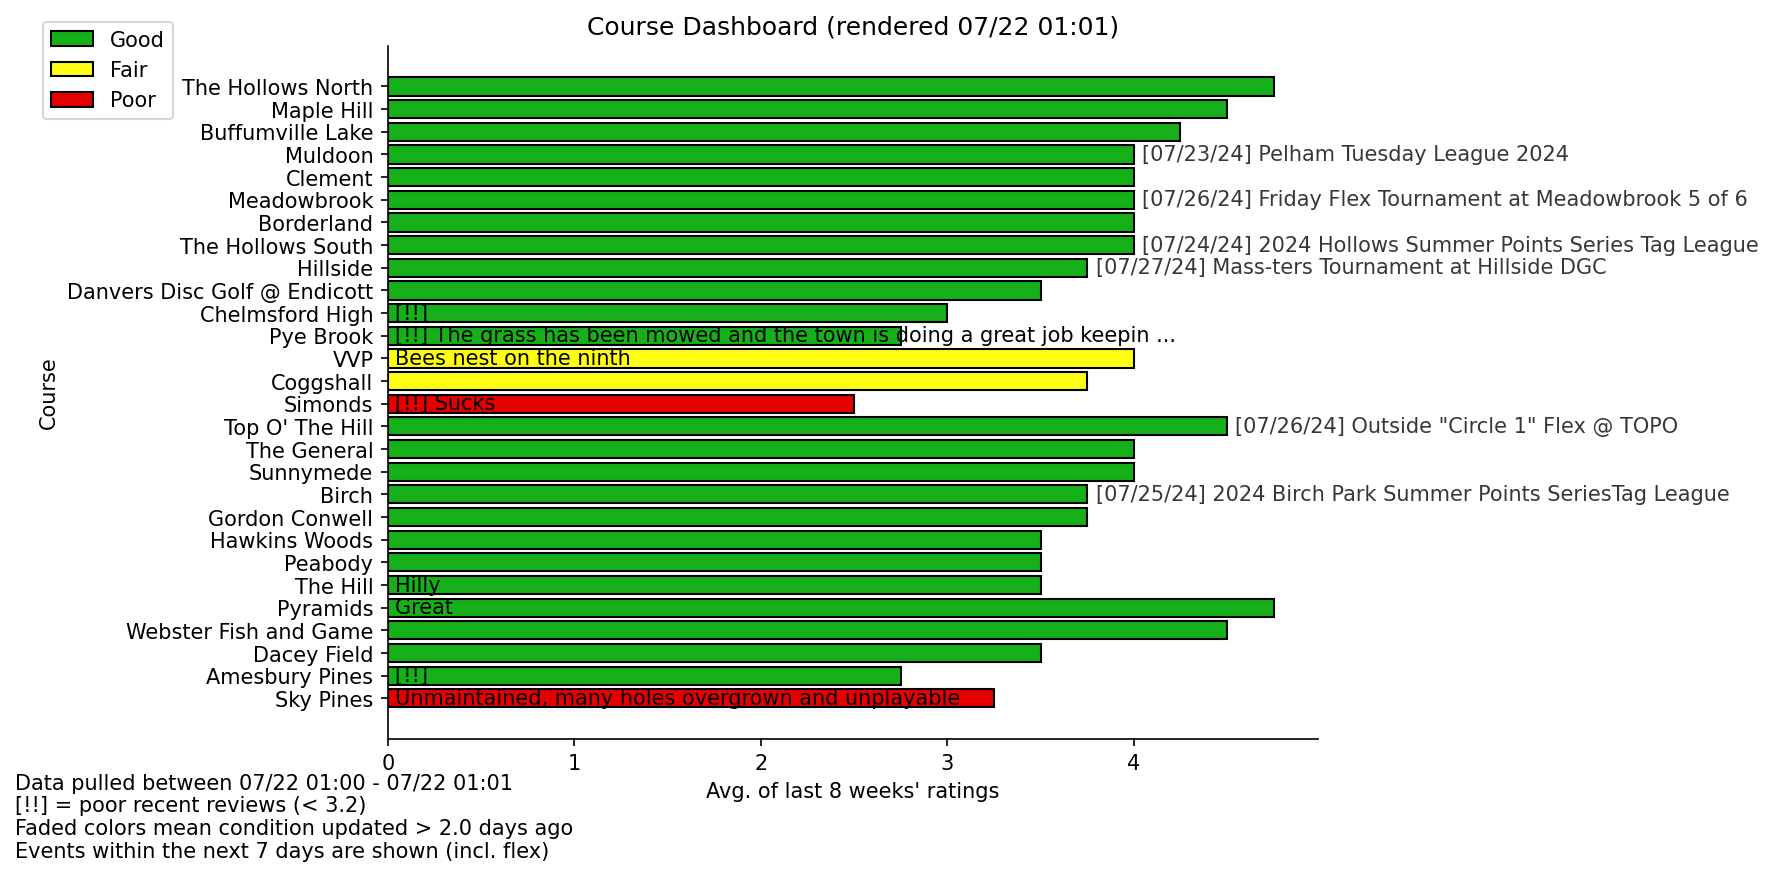 Course Dashboard (rendered 07/22 01:01)
Good
Fair
Poor
The Hollows North
Maple Hill
Buffumville Lake
Muldoon [07/23/24] Pelham Tuesday League 2024
Clement
Meadowbrook [07/26/24] Friday Flex Tournament at Meadowbrook 5 of 6
Borderland
The Hollows South [07/24/24] 2024 Hollows Summer Points Series Tag League
Hillside [07/27/24] Mass-ters Tournament at Hillside DGC
Danvers Disc Golf @ Endicott
Chelmsford High [!!]
Pye Brook [!!] The grass has been mowed and the town is doing a great job keepin ...
VVP Bees nest on the ninth
Coggshall
Simonds [!!] Sucks
Top O' The Hill [07/26/24] Outside "Circle 1" Flex @ TOPO
The General
Sunnymede
Birch [07/25/24] 2024 Birch Park Summer Points SeriesTag League
Gordon Conwell
Hawkins Woods
Peabody
The Hill Hilly
Pyramids Great
Webster Fish and Game
Dacey Field
Amesbury Pines [!!]
Sky Pines Unmaintained, many holes overgrown and unplayable
Course
0 1 2 3 4
Avg. of last 8 weeks' ratings
Data pulled between 07/22 01:00 - 07/22 01:01
[!!] = poor recent reviews (< 3.2)
Faded colors mean condition updated > 2.0 days ago
Events within the next 7 days are shown (incl. flex)